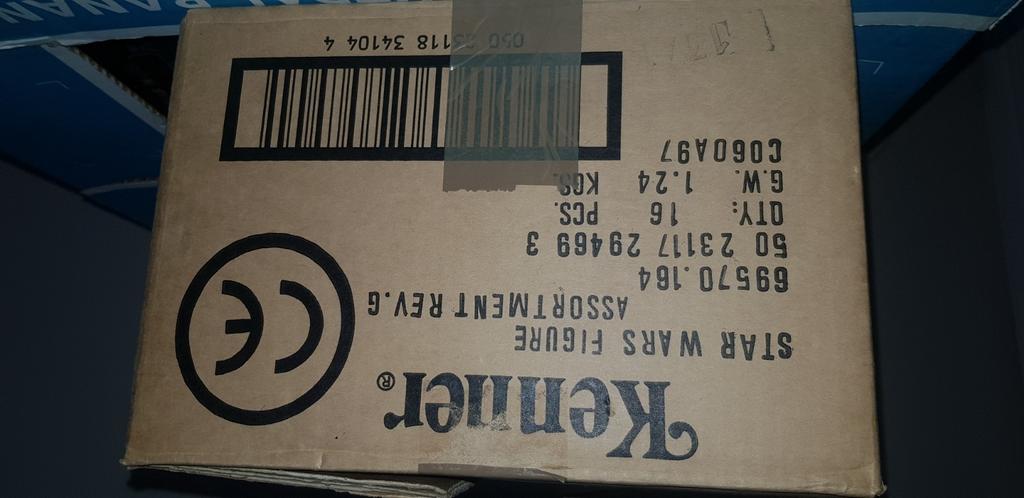 Kenner®
STAR WARS FIGURE
ASSORTMENT REV.G
69570.164
50 23117 29469 3
QTY: 16 PCS.
G.W. 1.24 KGS.
C060A97
CE
050 23118 34104 4